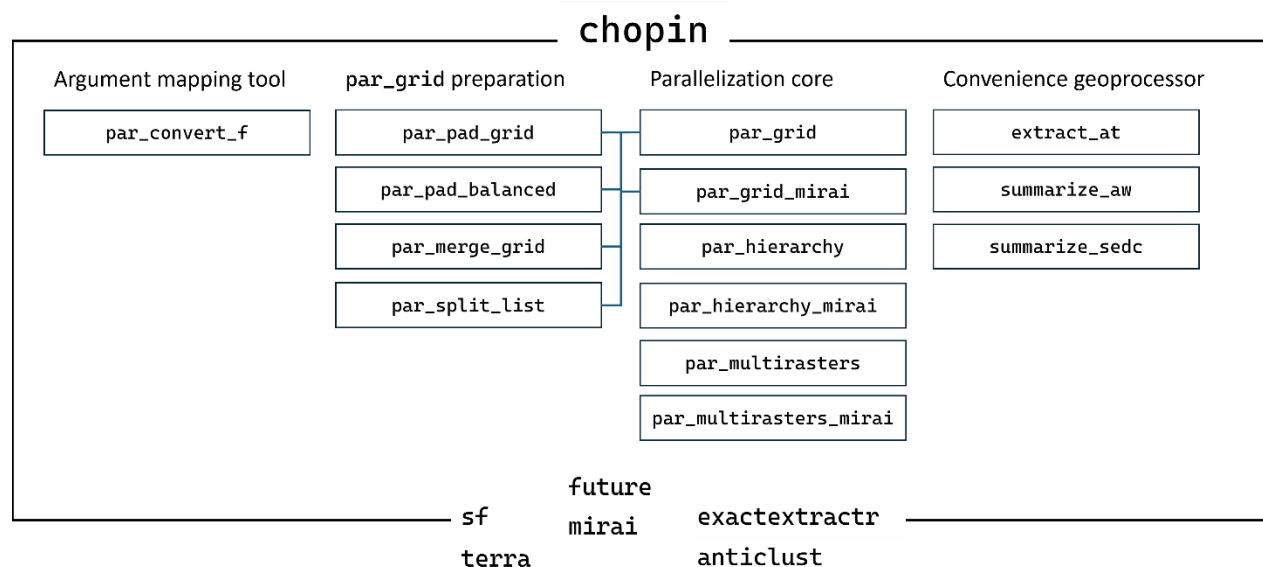 chopin
Argument mapping tool
par_convert_f
par_grid preparation
par_pad_grid
par_pad_balanced
par_merge_grid
par_split_list
Parallelization core
par_grid
par_grid_mirai
par_hierarchy
par_hierarchy_mirai
par_multirasters
par_multirasters_mirai
Convenience geoprocessor
extract_at
summarize_aw
summarize_sedc
sf
terra
future
mirai
exactextractr
anticlust